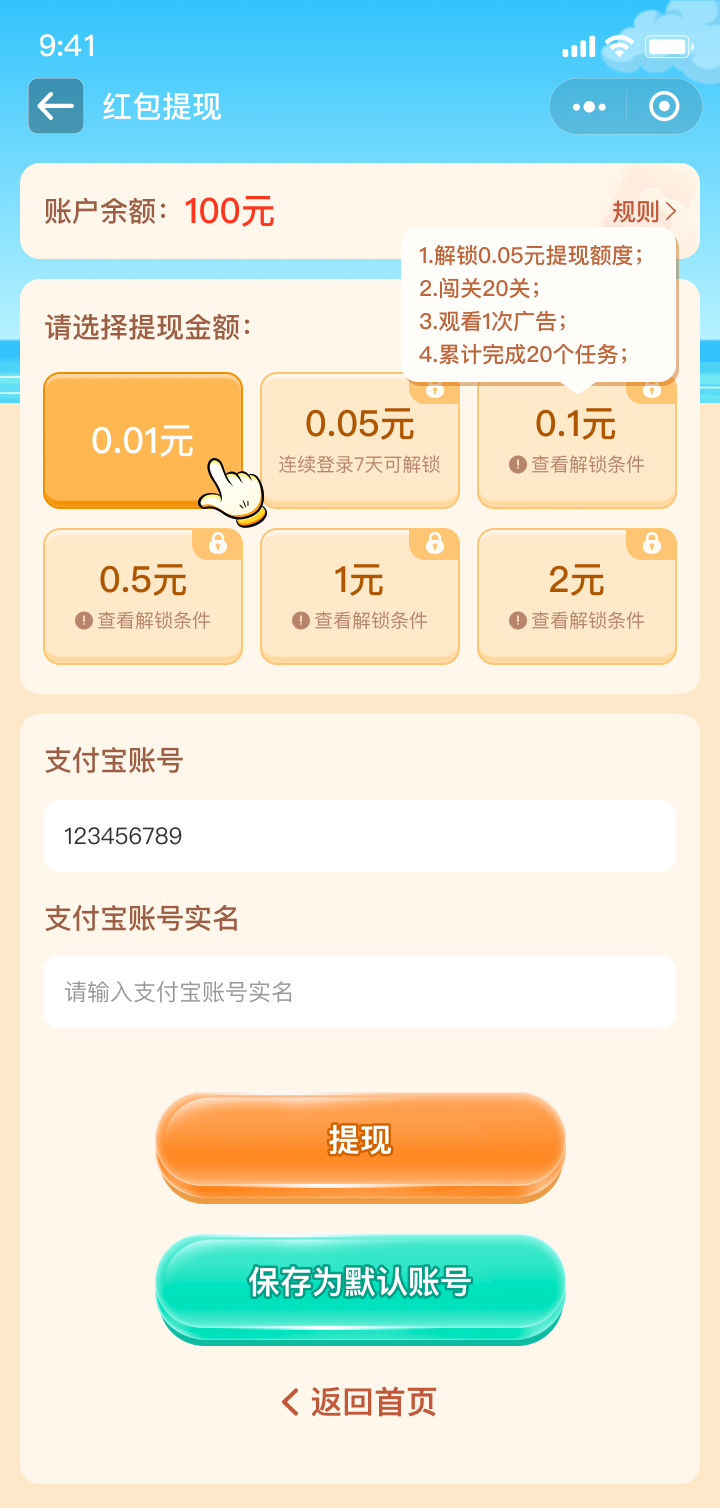 9:41
红包提现
账户余额：100元
规则
1.解锁0.05元提现额度；
2.闯关20关；
3.观看1次广告；
4.累计完成20个任务；
请选择提现金额：
0.01元
0.05元
连续登录7天可解锁
0.1元
查看解锁条件
0.5元
查看解锁条件
1元
查看解锁条件
2元
查看解锁条件
支付宝账号
123456789
支付宝账号实名
请输入支付宝账号实名
提现
保存为默认账号
返回首页